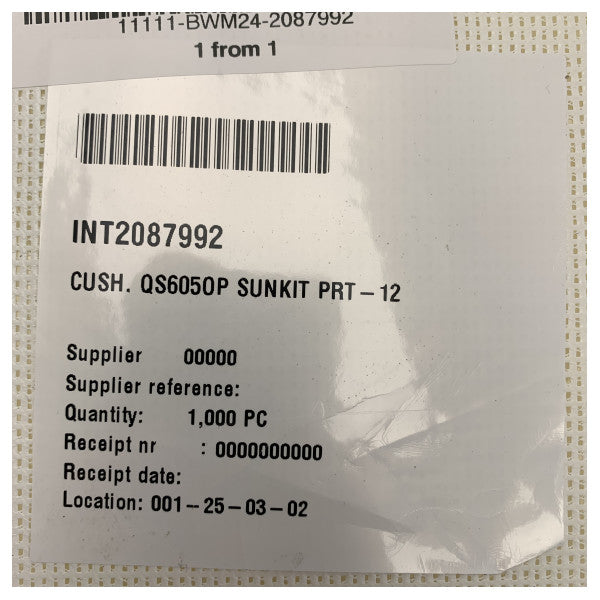 11111-BWM24-2087992
1 from 1
INT2087992
CUSH. QS6050P SUNKIT PRT-12
Supplier 00000
Supplier reference:
Quantity: 1,000 PC
Receipt nr : 0000000000
Receipt date:
Location: 001-25-03-02